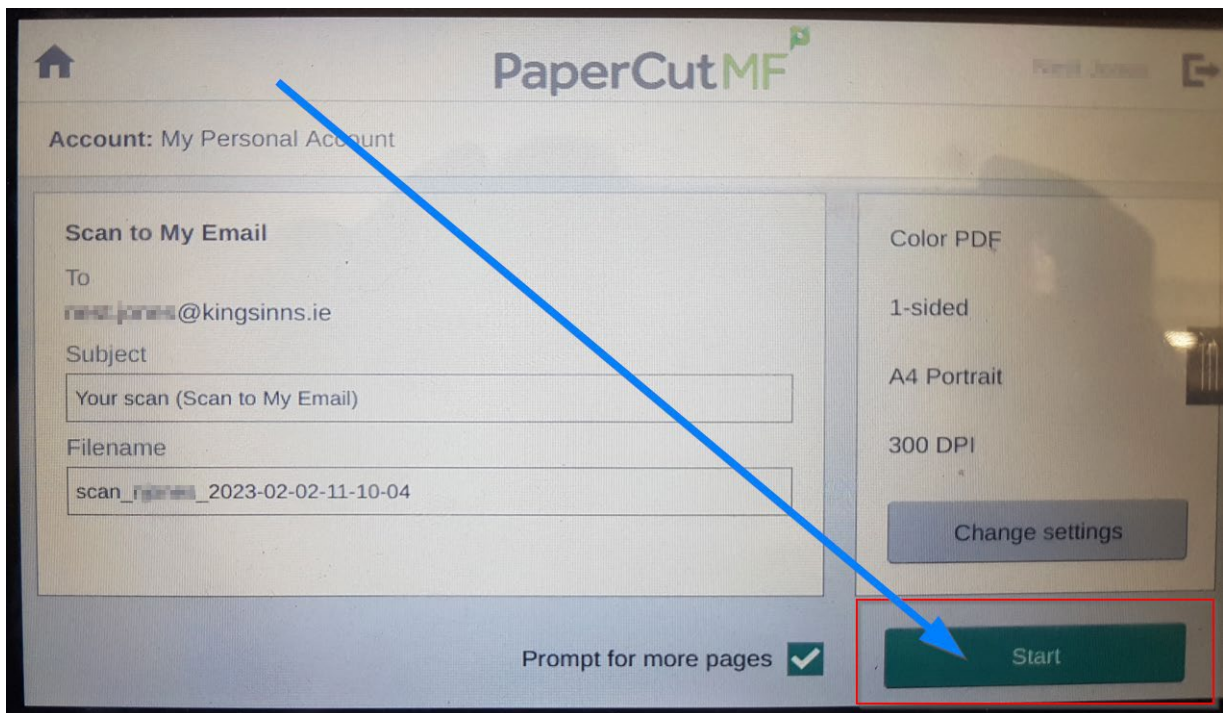 PaperCutMF
Account: My Personal Account
Scan to My Email
To
@kingsinns.ie
Subject
Your scan (Scan to My Email)
Filename
scan_ _2023-02-02-11-10-04
Prompt for more pages
Color PDF
1-sided
A4 Portrait
300 DPI
Change settings
Start